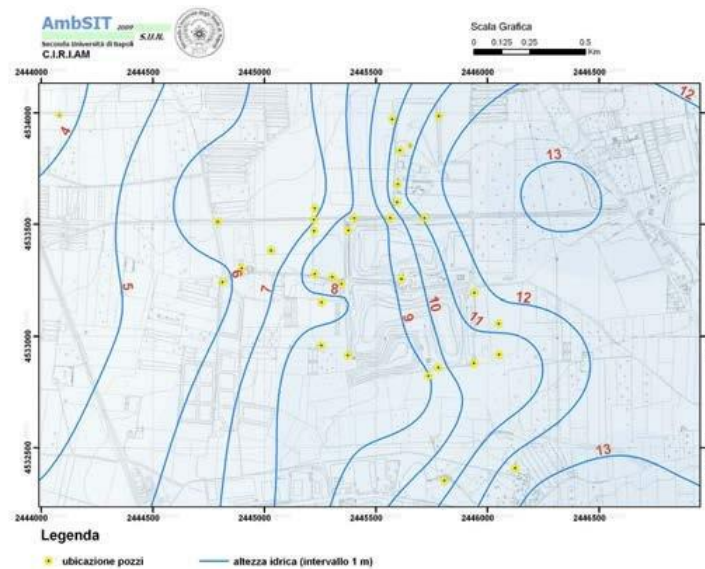 AmbSIT 2009
S.U.N.
Seconda Università di Napoli
C.I.R.I.AM
Scala Grafica
0 0.125 0.25 0.5
Km
2444000 2444500 2445000 2445500 2446000 2446500
4534000
4533500
4533000
4532500
4
5
6
7
8
9
10
11
12
12
13
13
2444000 2444500 2445000 2445500 2446000 2446500
Legenda
ubicazione pozzi
altezza idrica (intervallo 1 m)